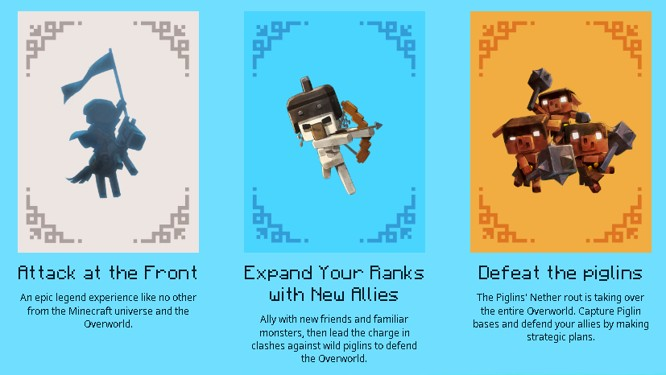 Attack at the Front
An epic legend experience like no other
from the Minecraft universe and the
Overworld.
Expand Your Ranks
with New Allies
Ally with new friends and familiar
monsters, then lead the charge in
clashes against wild piglins to defend
the Overworld.
Defeat the piglins
The Piglins' Nether rout is taking over
the entire Overworld. Capture Piglin
bases and defend your allies by making
strategic plans.